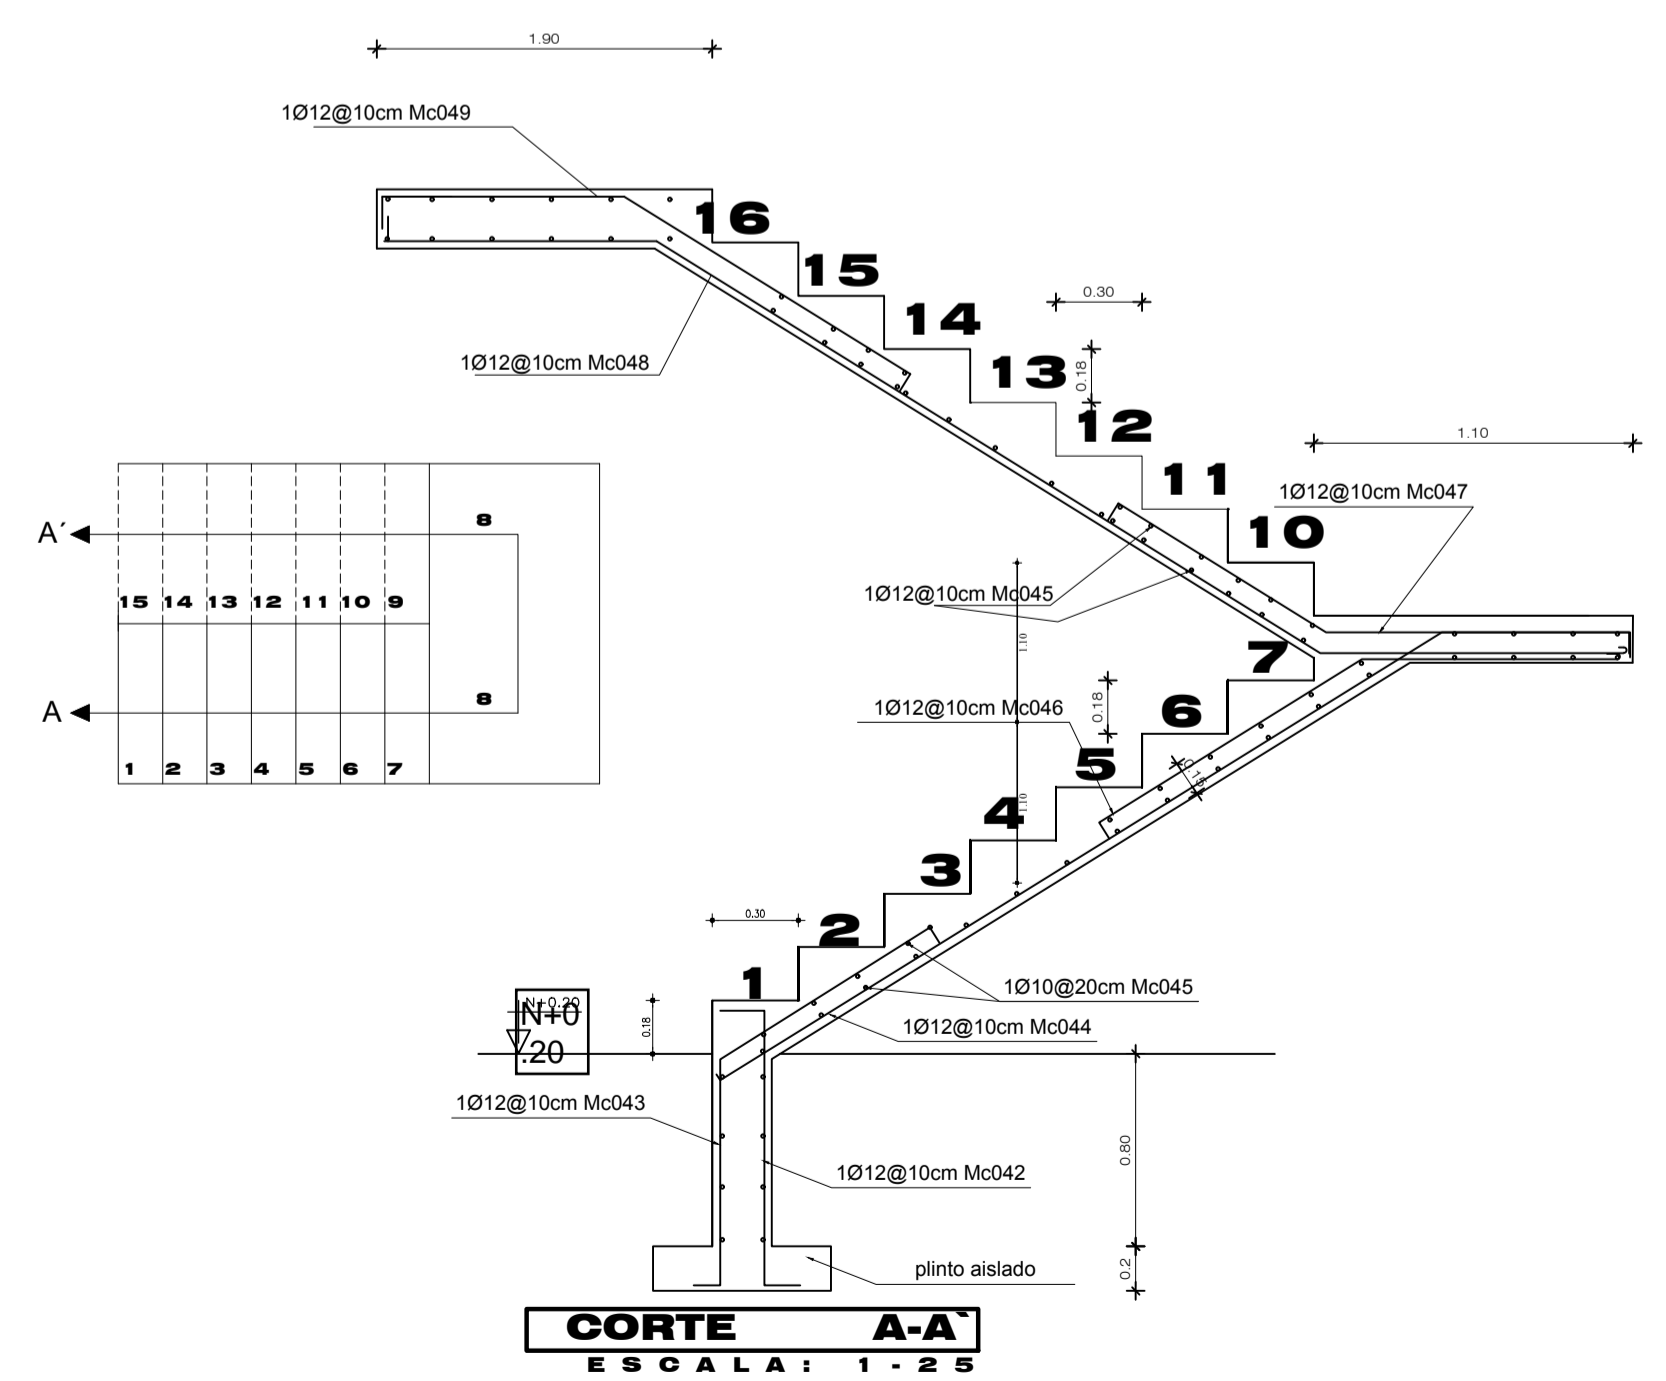 1.90
1Ø12@10cm Mc049
16
15
0.30
14
13
0.18
1Ø12@10cm Mc048
12
1.10
11
1Ø12@10cm Mc047
10
A´
8
15 14 13 12 11 10 9
1Ø12@10cm Mc045
1.10
7
A
8
1Ø12@10cm Mc046
0.18
6
5
0.15
1 2 3 4 5 6 7
4
1.10
3
0.30
2
1
1Ø10@20cm Mc045
N+0.20
N+0
.20
0.18
1Ø12@10cm Mc044
1Ø12@10cm Mc043
0.80
1Ø12@10cm Mc042
plinto aislado
0.2
CORTE A-A`
ESCALA: 1-25